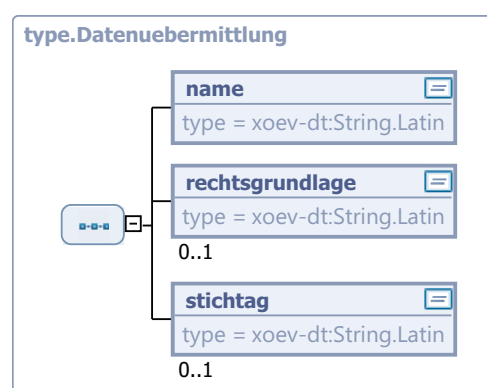 type.Datenuebermittlung
name
type = xoev-dt:String.Latin
rechtsgrundlage
type = xoev-dt:String.Latin
0..1
stichtag
type = xoev-dt:String.Latin
0..1